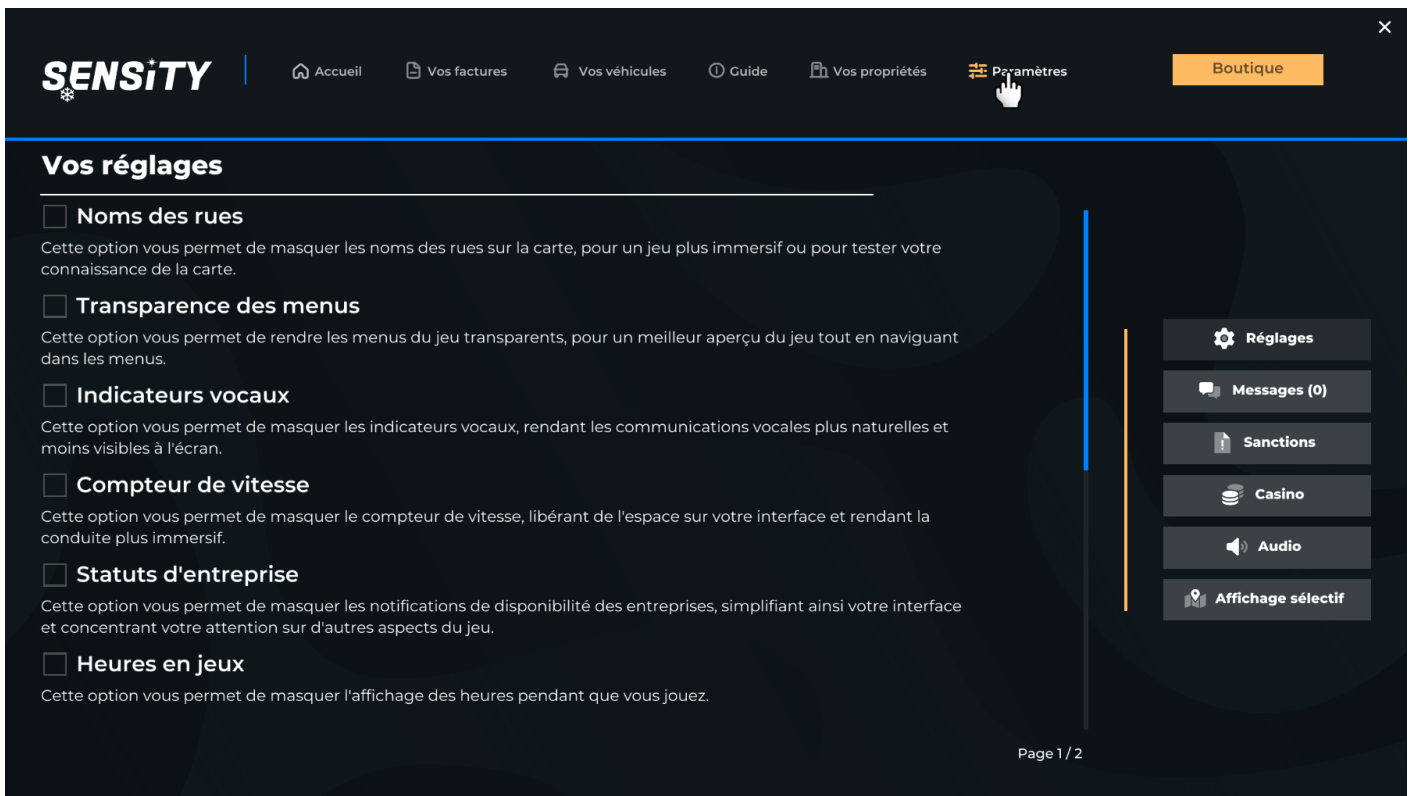 ×
SENSiTY
Accueil
Vos factures
Vos véhicules
Guide
Vos propriétés
Paramètres
Boutique
Vos réglages
Noms des rues
Cette option vous permet de masquer les noms des rues sur la carte, pour un jeu plus immersif ou pour tester votre
connaissance de la carte.
Transparence des menus
Cette option vous permet de rendre les menus du jeu transparents, pour un meilleur aperçu du jeu tout en naviguant
dans les menus.
Indicateurs vocaux
Cette option vous permet de masquer les indicateurs vocaux, rendant les communications vocales plus naturelles et
moins visibles à l'écran.
Compteur de vitesse
Cette option vous permet de masquer le compteur de vitesse, libérant de l'espace sur votre interface et rendant la
conduite plus immersif.
Statuts d'entreprise
Cette option vous permet de masquer les notifications de disponibilité des entreprises, simplifiant ainsi votre interface
et concentrant votre attention sur d'autres aspects du jeu.
Heures en jeux
Cette option vous permet de masquer l'affichage des heures pendant que vous jouez.
Page 1 / 2
Réglages
Messages (0)
Sanctions
Casino
Audio
Affichage sélectif